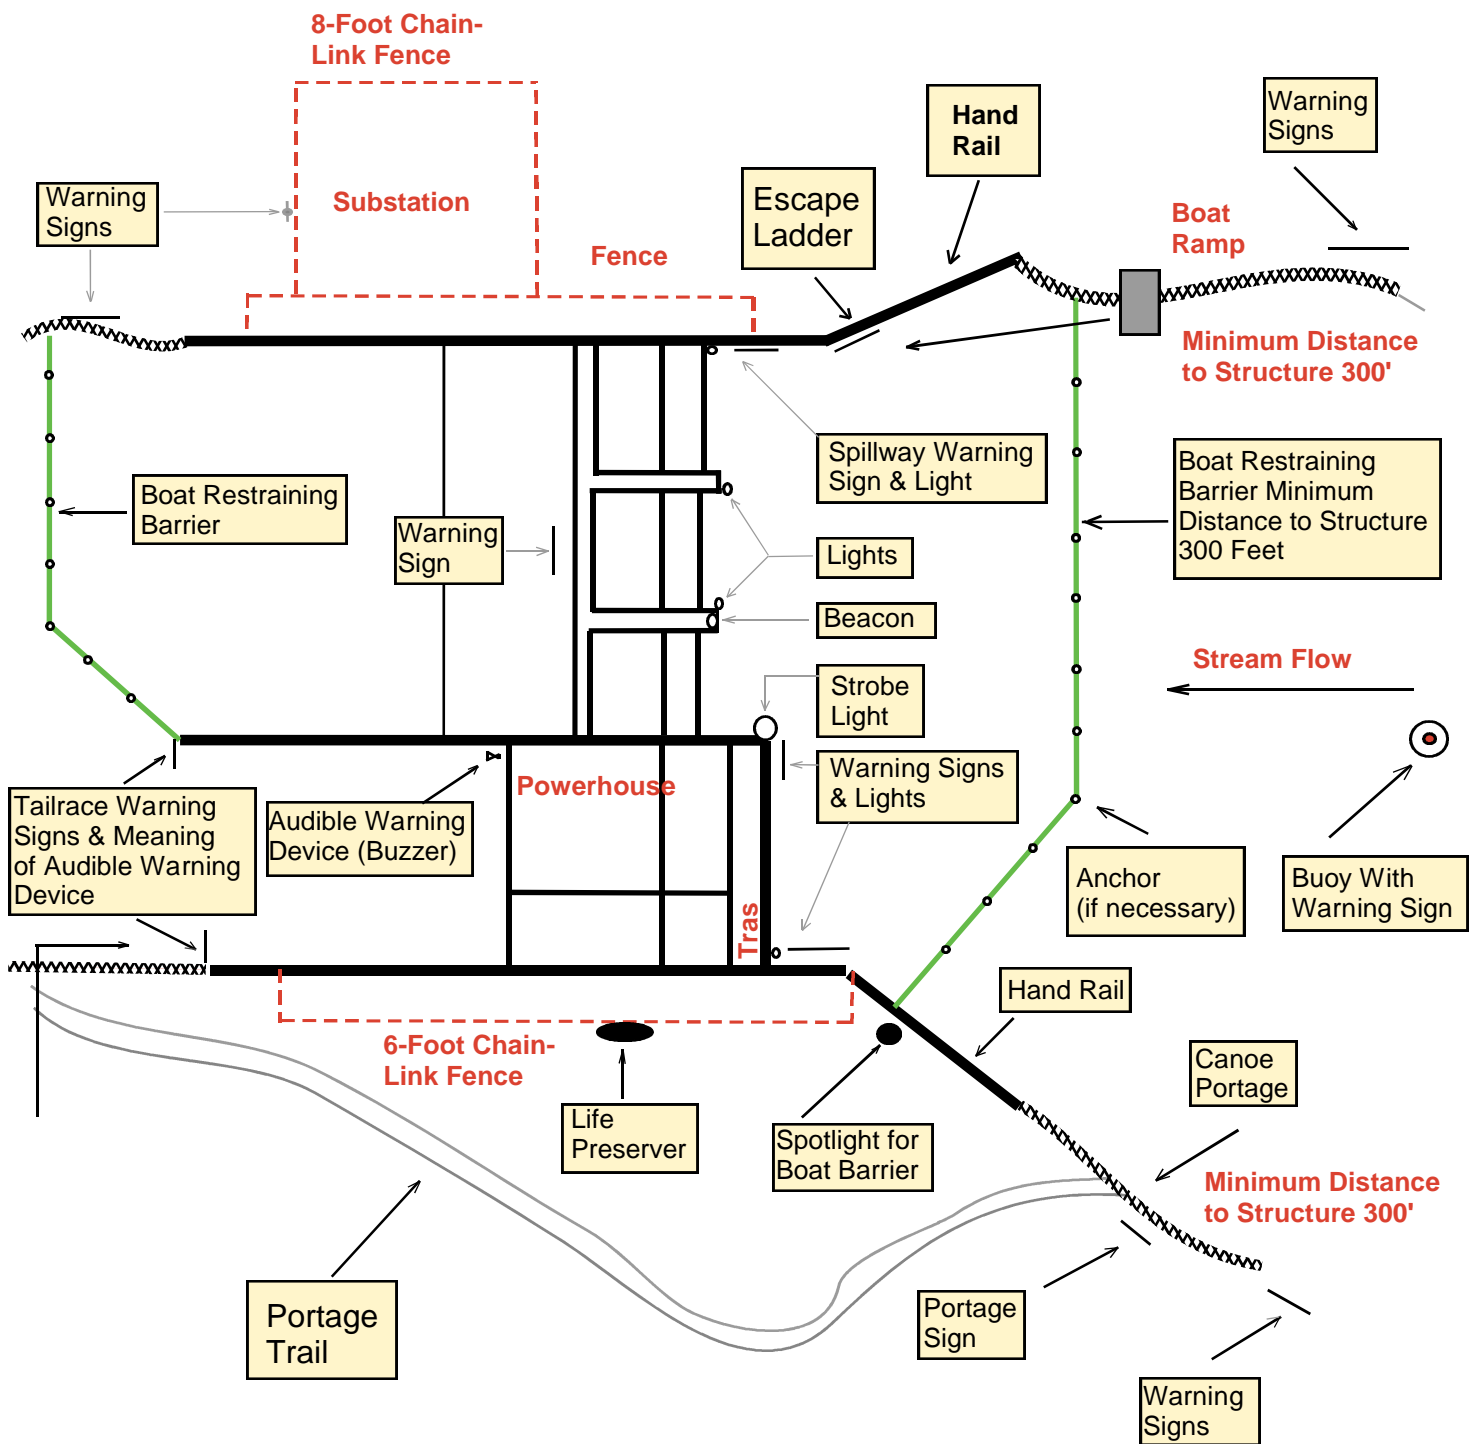 8-Foot Chain-
Link Fence
Hand
Rail
Warning
Signs
Warning
Signs
Substation
Escape
Ladder
Boat
Ramp
Fence
Minimum Distance
to Structure 300'
Spillway Warning
Sign & Light
Boat Restraining
Barrier Minimum
Distance to Structure
300 Feet
Boat Restraining
Barrier
Warning
Sign
Lights
Beacon
Stream Flow
Strobe
Light
Powerhouse
Warning Signs
& Lights
Tailrace Warning
Signs & Meaning
of Audible Warning
Device
Audible Warning
Device (Buzzer)
Anchor
(if necessary)
Buoy With
Warning Sign
Tras
Hand Rail
6-Foot Chain-
Link Fence
Canoe
Portage
Life
Preserver
Spotlight for
Boat Barrier
Minimum Distance
to Structure 300'
Portage
Trail
Portage
Sign
Warning
Signs